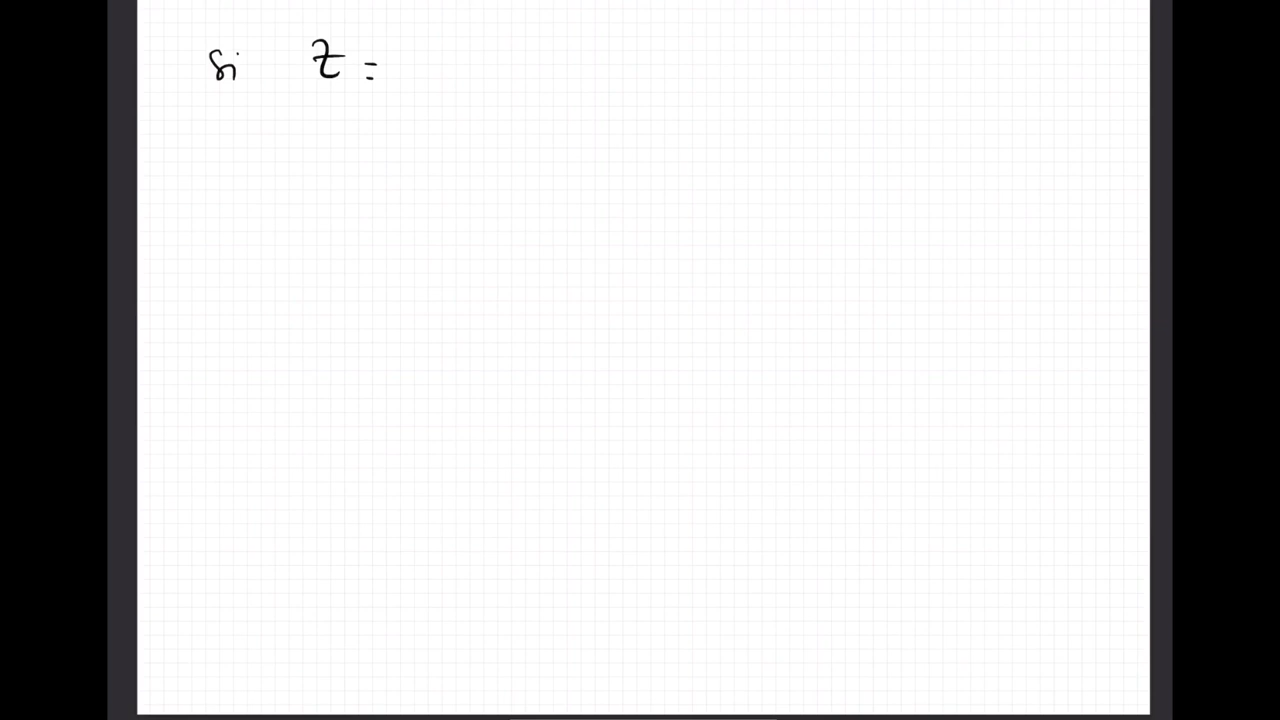 si z =